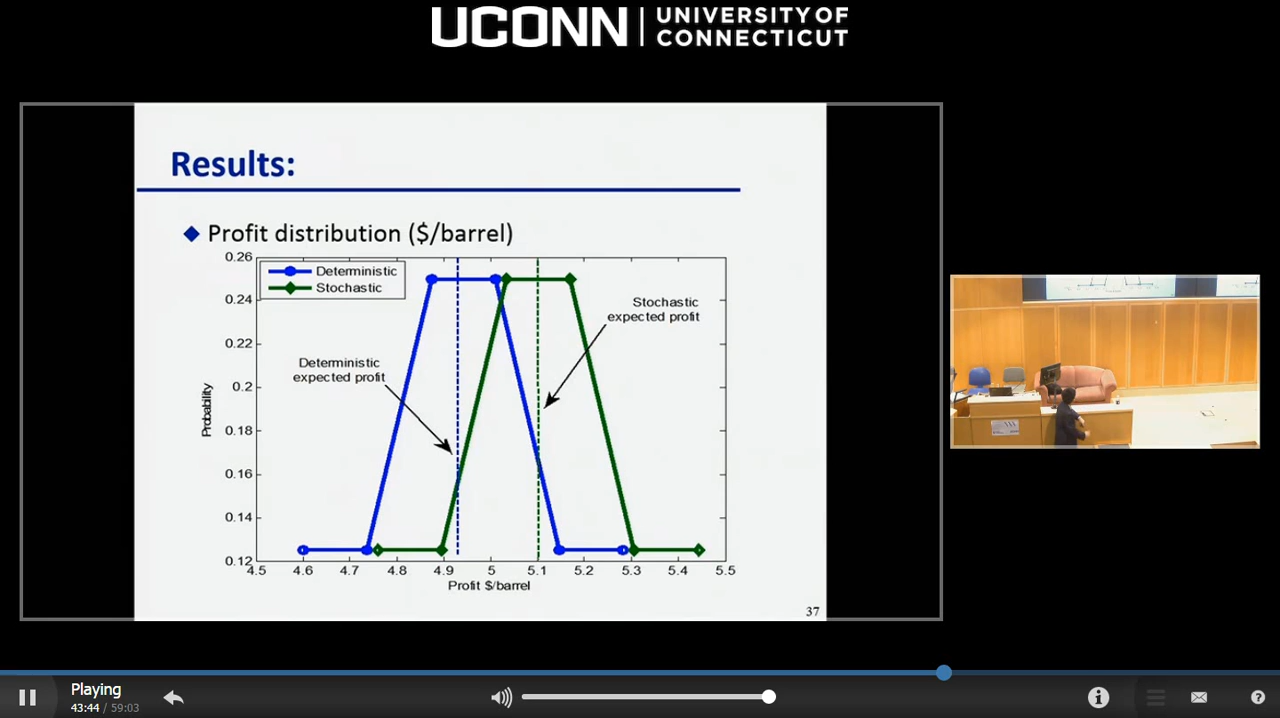 UCONN
UNIVERSITY OF
CONNECTICUT
Results:
Profit distribution ($/barrel)
0.26
0.24
0.22
0.2
0.18
0.16
0.14
0.12
Probability
Deterministic
Stochastic
Stochastic
expected profit
Deterministic
expected profit
4.5 4.6 4.7 4.8 4.9 5 5.1 5.2 5.3 5.4 5.5
Profit $/barrel
37
Playing
43:44 / 59:03